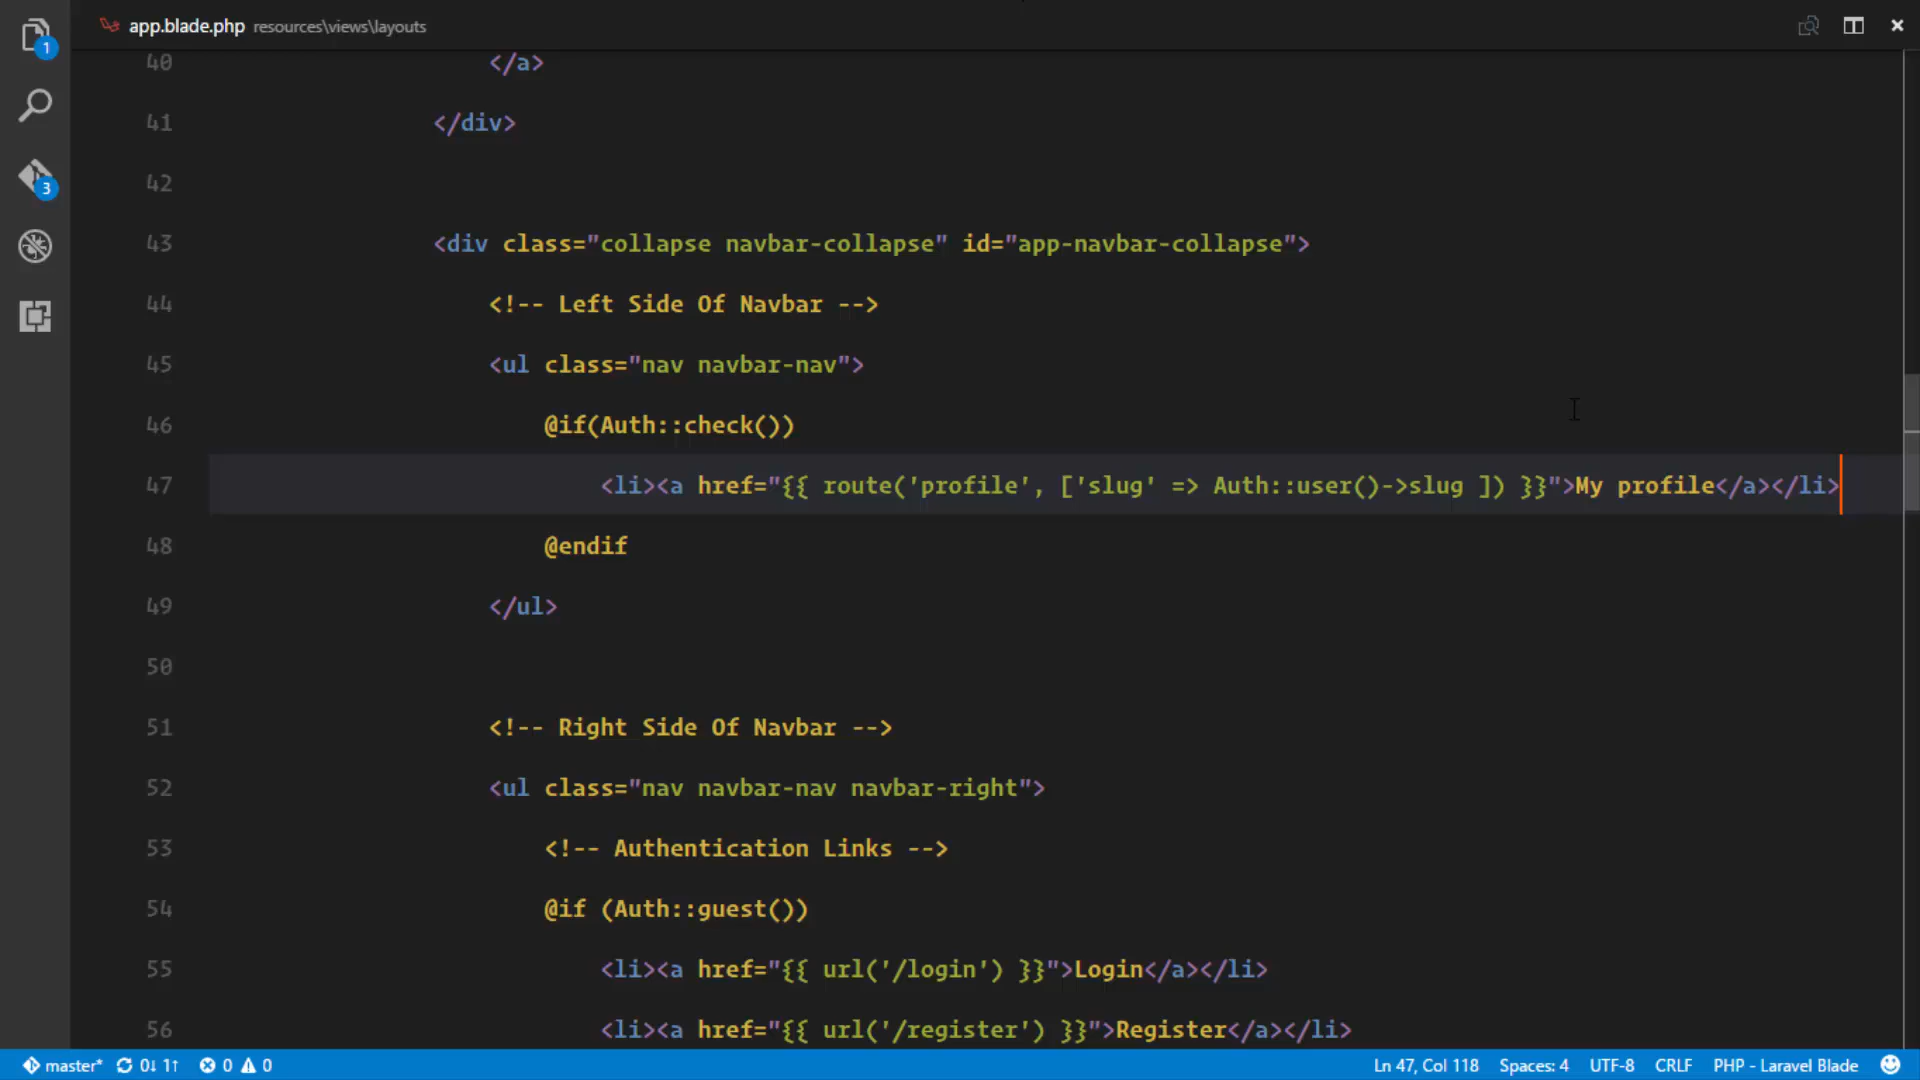 app.blade.php resources\views\layouts
1
3
40 </a>
41 </div>
42
43 <div class="collapse navbar-collapse" id="app-navbar-collapse">
44 <!-- Left Side Of Navbar -->
45 <ul class="nav navbar-nav">
46 @if(Auth::check())
47 <li><a href="{{ route('profile', ['slug' => Auth::user()->slug ]) }}">My profile</a></li>
48 @endif
49 </ul>
50
51 <!-- Right Side Of Navbar -->
52 <ul class="nav navbar-nav navbar-right">
53 <!-- Authentication Links -->
54 @if (Auth::guest())
55 <li><a href="{{ url('/login') }}">Login</a></li>
56 <li><a href="{{ url('/register') }}">Register</a></li>
master* 0↓ 1↑ 0 0 Ln 47, Col 118 Spaces: 4 UTF-8 CRLF PHP - Laravel Blade